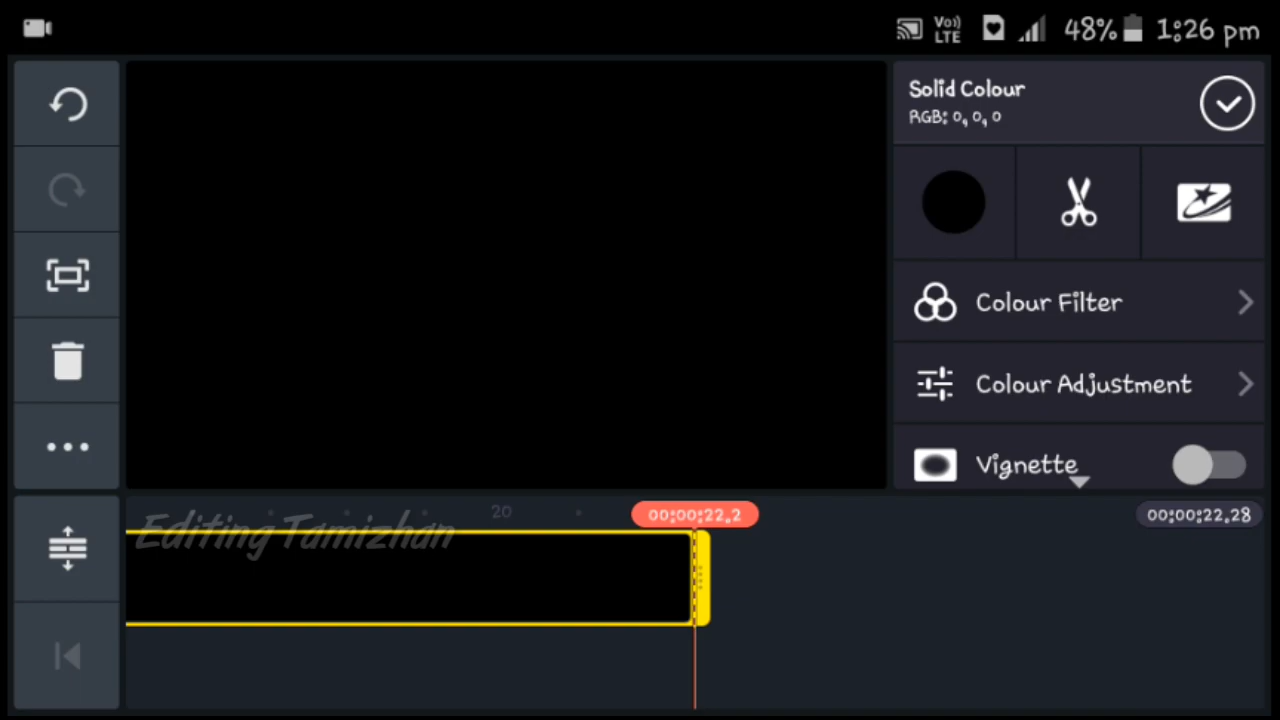 Vo))
LTE
48%
1:26 pm
Solid Colour
RGB: 0, 0, 0
Colour Filter
Colour Adjustment
Vignette
20
00:00:22.2
00:00:22.28
Editing Tamizhan